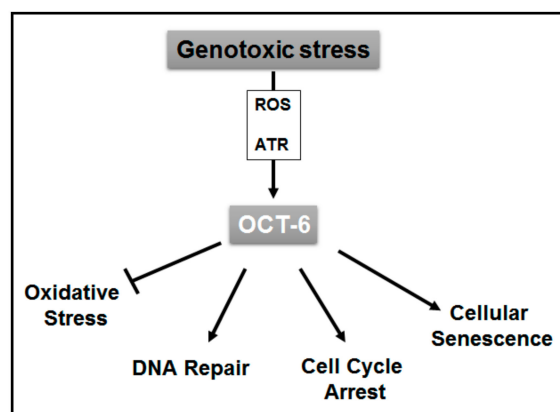 Genotoxic stress
ROS
ATR
OCT-6
Oxidative
Stress
DNA Repair
Cell Cycle
Arrest
Cellular
Senescence